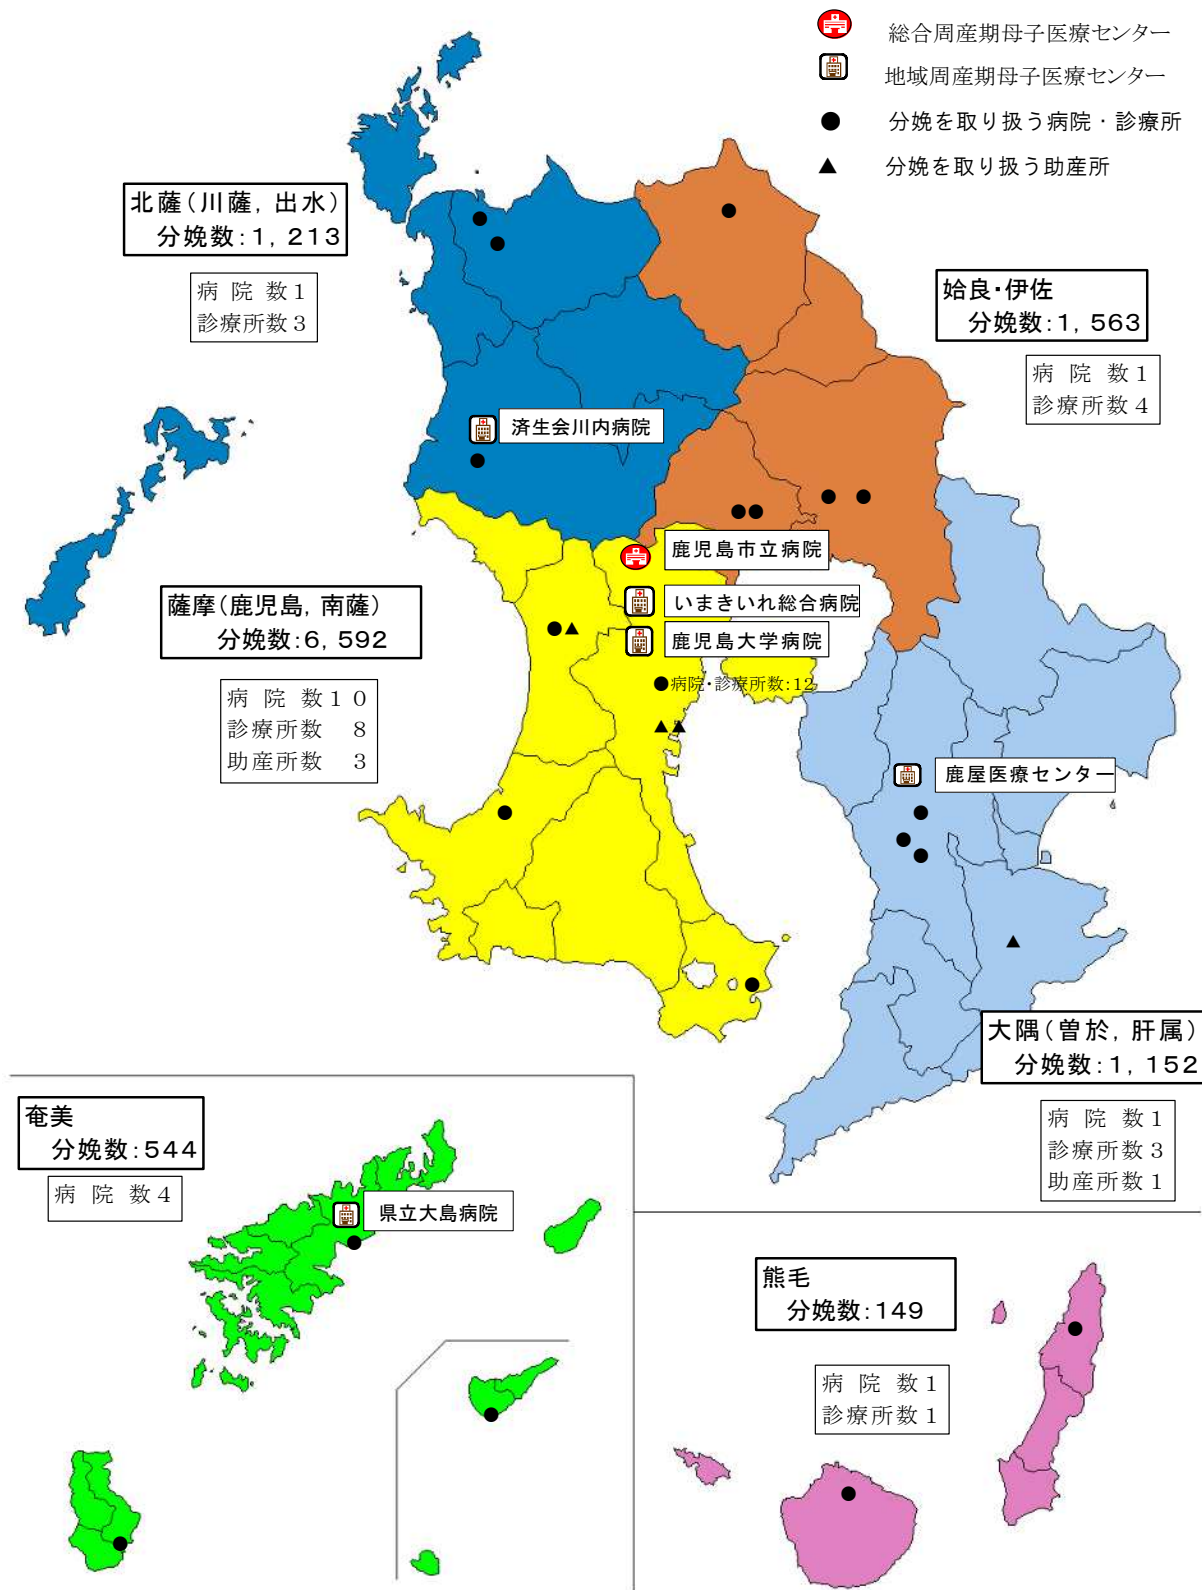 総合周産期母子医療センター
地域周産期母子医療センター
分娩を取り扱う病院・診療所
分娩を取り扱う助産所
北薩(川薩,出水)
分娩数:1,213
病院数1
診療所数3
姶良・伊佐
分娩数:1,563
病院数1
診療所数4
済生会川内病院
鹿児島市立病院
いまきいれ総合病院
鹿児島大学病院
病院・診療所数:12
薩摩(鹿児島,南薩)
分娩数:6,592
病院数10
診療所数 8
助産所数 3
鹿屋医療センター
大隅(曽於,肝属)
分娩数:1,152
病院数1
診療所数3
助産所数1
奄美
分娩数:544
病院数4
県立大島病院
熊毛
分娩数:149
病院数1
診療所数1